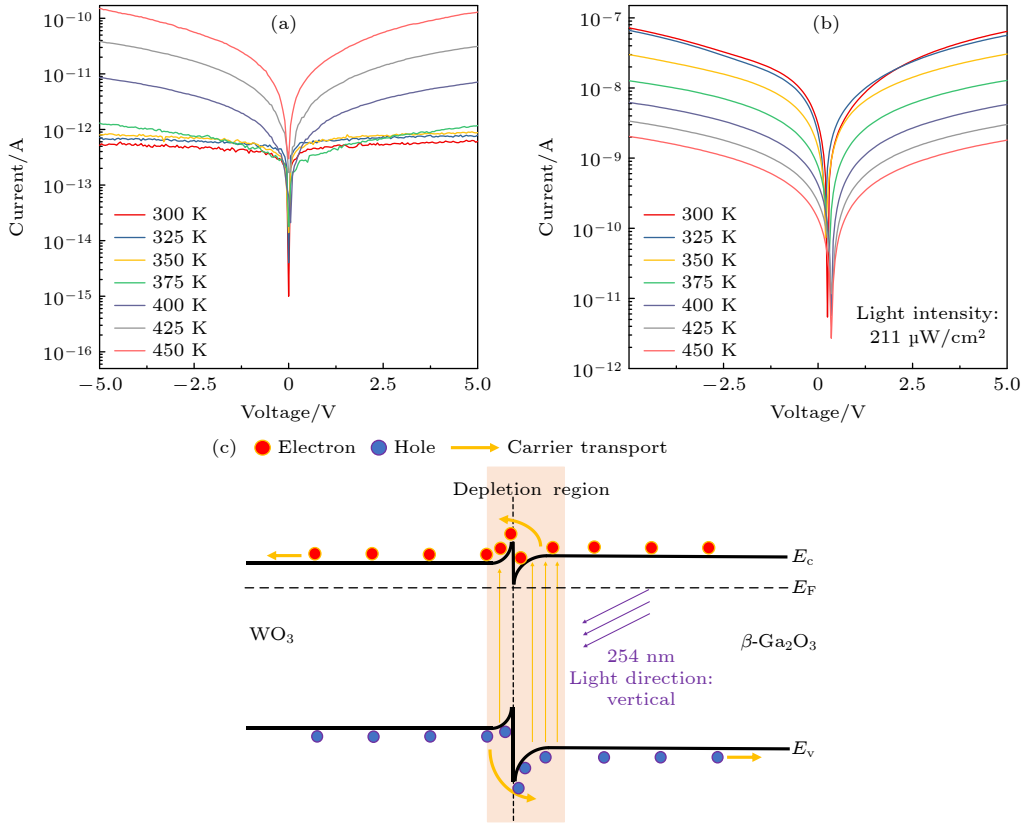 (a)
10⁻¹⁰
10⁻¹¹
10⁻¹²
10⁻¹³
10⁻¹⁴
10⁻¹⁵
10⁻¹⁶
Current/A
300 K
325 K
350 K
375 K
400 K
425 K
450 K
−5.0 −2.5 0 2.5 5.0
Voltage/V
(b)
10⁻⁷
10⁻⁸
10⁻⁹
10⁻¹⁰
10⁻¹¹
10⁻¹²
Current/A
300 K
325 K
350 K
375 K
400 K
425 K
450 K
Light intensity:
211 µW/cm²
−2.5 0 2.5 5.0
Voltage/V
(c) Electron Hole Carrier transport
Depletion region
E_c
E_F
WO₃
β-Ga₂O₃
254 nm
Light direction:
vertical
E_v